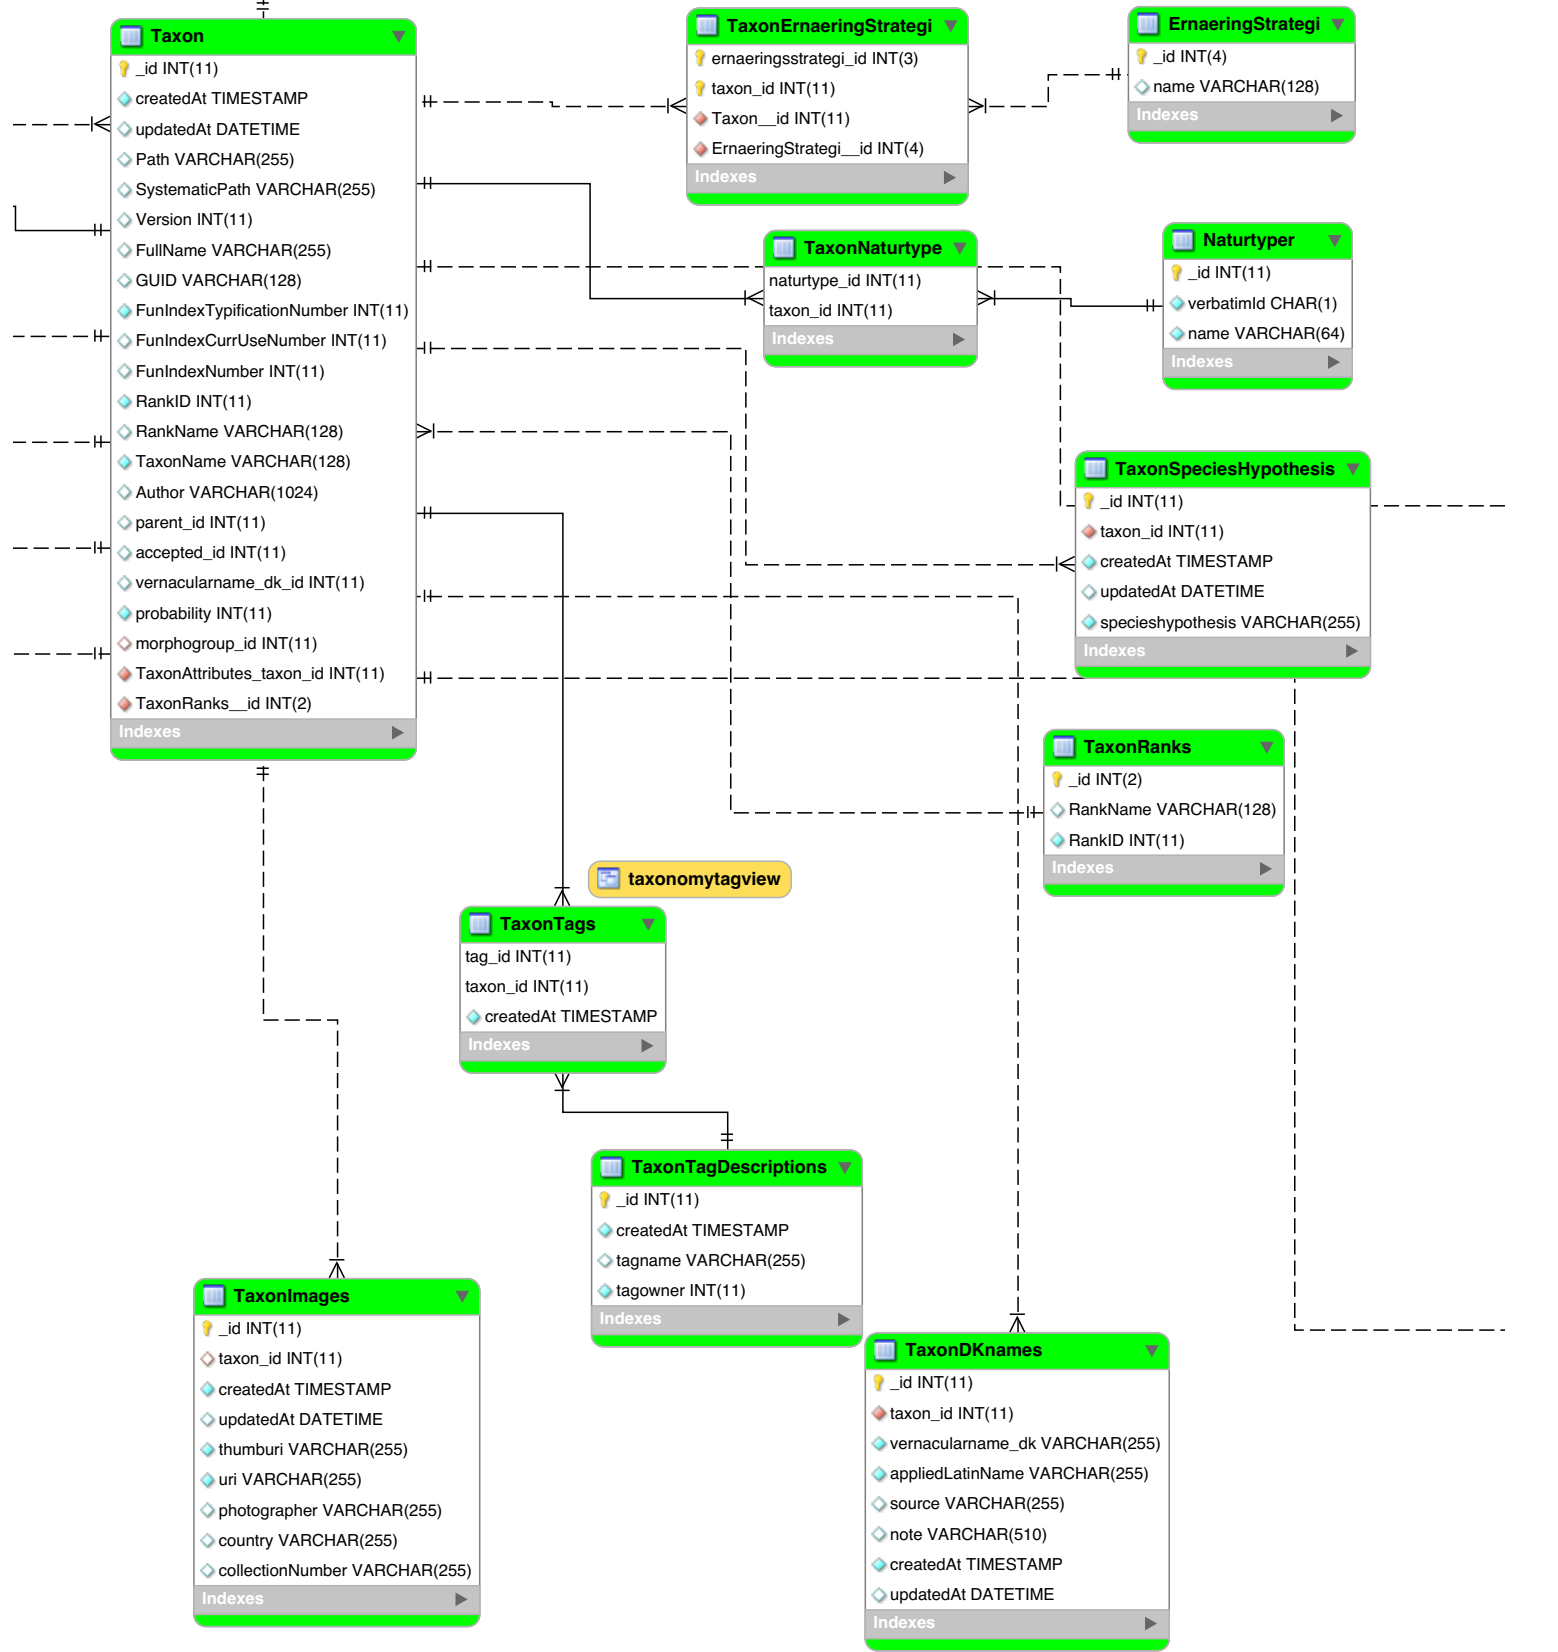 Taxon
_id INT(11)
createdAt TIMESTAMP
updatedAt DATETIME
Path VARCHAR(255)
SystematicPath VARCHAR(255)
Version INT(11)
FullName VARCHAR(255)
GUID VARCHAR(128)
FunIndexTypificationNumber INT(11)
FunIndexCurrUseNumber INT(11)
FunIndexNumber INT(11)
RankID INT(11)
RankName VARCHAR(128)
TaxonName VARCHAR(128)
Author VARCHAR(1024)
parent_id INT(11)
accepted_id INT(11)
vernacularname_dk_id INT(11)
probability INT(11)
morphogroup_id INT(11)
TaxonAttributes_taxon_id INT(11)
TaxonRanks__id INT(2)
Indexes
TaxonErnaeringStrategi
ernaeringsstrategi_id INT(3)
taxon_id INT(11)
Taxon__id INT(11)
ErnaeringStrategi__id INT(4)
Indexes
ErnaeringStrategi
_id INT(4)
name VARCHAR(128)
Indexes
TaxonNaturtype
naturtype_id INT(11)
taxon_id INT(11)
Indexes
Naturtyper
_id INT(11)
verbatimId CHAR(1)
name VARCHAR(64)
Indexes
TaxonSpeciesHypothesis
_id INT(11)
taxon_id INT(11)
createdAt TIMESTAMP
updatedAt DATETIME
specieshypothesis VARCHAR(255)
Indexes
TaxonRanks
_id INT(2)
RankName VARCHAR(128)
RankID INT(11)
Indexes
taxonomytagview
TaxonTags
tag_id INT(11)
taxon_id INT(11)
createdAt TIMESTAMP
Indexes
TaxonTagDescriptions
_id INT(11)
createdAt TIMESTAMP
tagname VARCHAR(255)
tagowner INT(11)
Indexes
TaxonImages
_id INT(11)
taxon_id INT(11)
createdAt TIMESTAMP
updatedAt DATETIME
thumburi VARCHAR(255)
uri VARCHAR(255)
photographer VARCHAR(255)
country VARCHAR(255)
collectionNumber VARCHAR(255)
Indexes
TaxonDKnames
_id INT(11)
taxon_id INT(11)
vernacularname_dk VARCHAR(255)
appliedLatinName VARCHAR(255)
source VARCHAR(255)
note VARCHAR(510)
createdAt TIMESTAMP
updatedAt DATETIME
Indexes